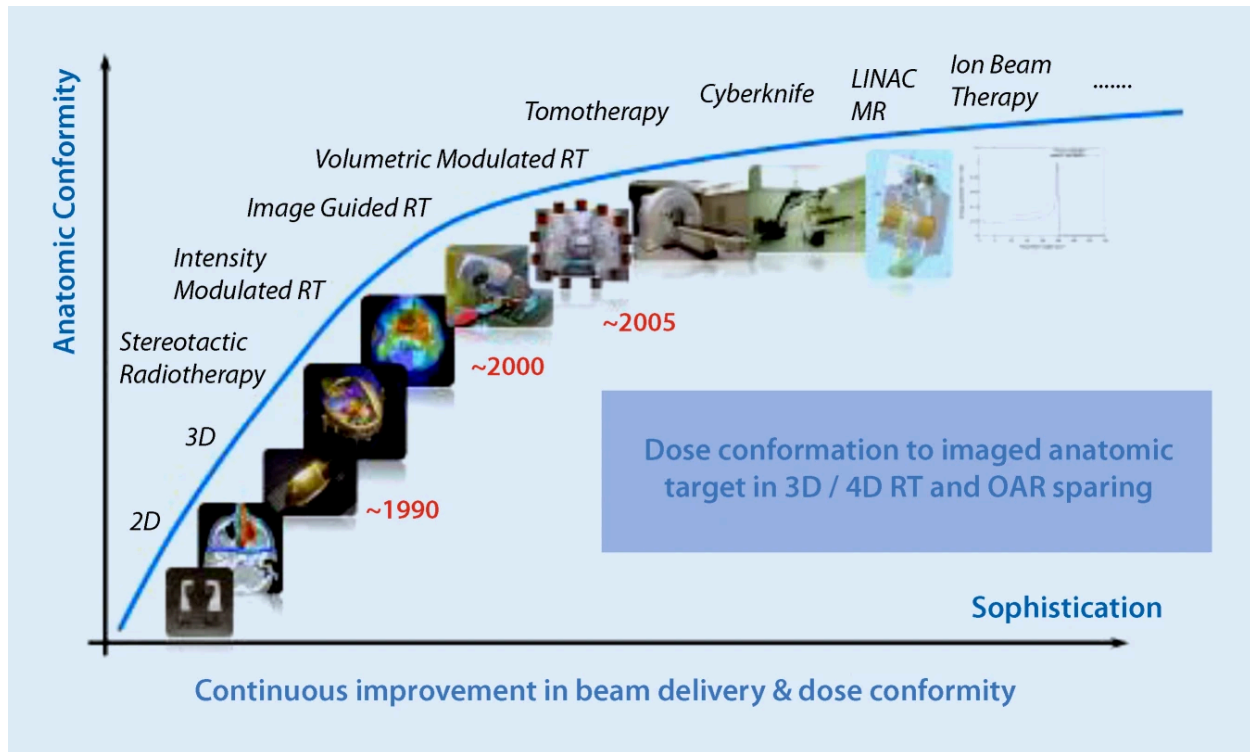 Anatomic Conformity
2D
3D
Stereotactic
Radiotherapy
Intensity
Modulated RT
Image Guided RT
Volumetric Modulated RT
Tomotherapy
Cyberknife
LINAC
MR
Ion Beam
Therapy
.......
~1990
~2000
~2005
Dose conformation to imaged anatomic
target in 3D / 4D RT and OAR sparing
Sophistication
Continuous improvement in beam delivery & dose conformity